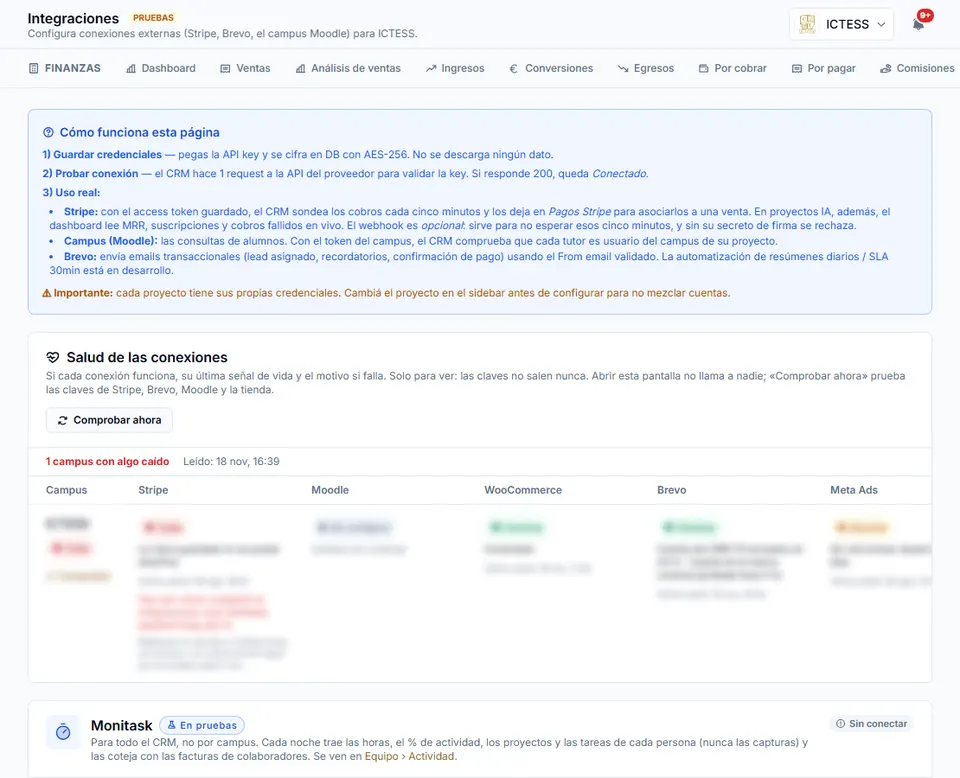 Integraciones PRUEBAS
Configura conexiones externas (Stripe, Brevo, el campus Moodle) para ICTESS.
ICTESS
9+
FINANZAS Dashboard Ventas Análisis de ventas Ingresos Conversiones Egresos Por cobrar Por pagar Comisiones
Cómo funciona esta página
1) Guardar credenciales — pegas la API key y se cifra en DB con AES-256. No se descarga ningún dato.
2) Probar conexión — el CRM hace 1 request a la API del proveedor para validar la key. Si responde 200, queda Conectado.
3) Uso real:
• Stripe: con el access token guardado, el CRM sondea los cobros cada cinco minutos y los deja en Pagos Stripe para asociarlos a una venta. En proyectos IA, además, el
dashboard lee MRR, suscripciones y cobros fallidos en vivo. El webhook es opcional: sirve para no esperar esos cinco minutos, y sin su secreto de firma se rechaza.
• Campus (Moodle): las consultas de alumnos. Con el token del campus, el CRM comprueba que cada tutor es usuario del campus de su proyecto.
• Brevo: envía emails transaccionales (lead asignado, recordatorios, confirmación de pago) usando el From email validado. La automatización de resúmenes diarios / SLA
30min está en desarrollo.
Importante: cada proyecto tiene sus propias credenciales. Cambiá el proyecto en el sidebar antes de configurar para no mezclar cuentas.
Salud de las conexiones
Si cada conexión funciona, su última señal de vida y el motivo si falla. Solo para ver: las claves no salen nunca. Abrir esta pantalla no llama a nadie; «Comprobar ahora» prueba
las claves de Stripe, Brevo, Moodle y la tienda.
Comprobar ahora
1 campus con algo caído Leído: 18 nov, 16:39
Campus Stripe Moodle WooCommerce Brevo Meta Ads
Monitask En pruebas
Sin conectar
Para todo el CRM, no por campus. Cada noche trae las horas, el % de actividad, los proyectos y las tareas de cada persona (nunca las capturas) y
las coteja con las facturas de colaboradores. Se ven en Equipo › Actividad.